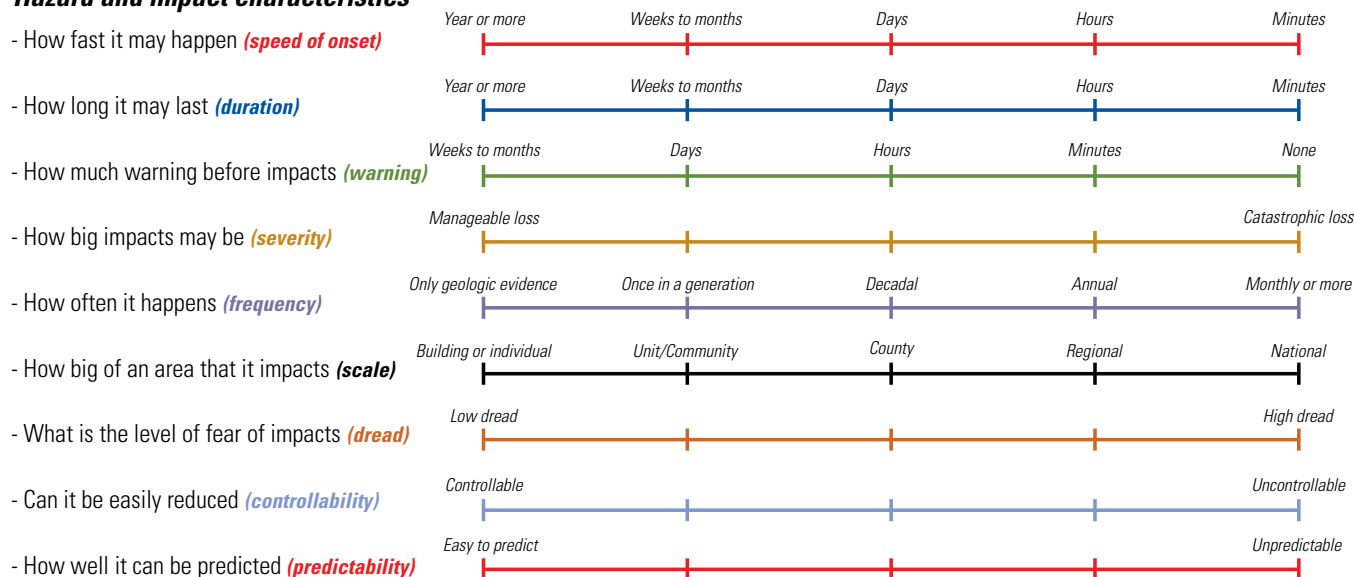 Hazard and impact characteristics
Year or more Weeks to months Days Hours Minutes
- How fast it may happen (speed of onset)
Year or more Weeks to months Days Hours Minutes
- How long it may last (duration)
Weeks to months Days Hours Minutes None
- How much warning before impacts (warning)
Manageable loss Catastrophic loss
- How big impacts may be (severity)
Only geologic evidence Once in a generation Decadal Annual Monthly or more
- How often it happens (frequency)
Building or individual Unit/Community County Regional National
- How big of an area that it impacts (scale)
Low dread High dread
- What is the level of fear of impacts (dread)
Controllable Uncontrollable
- Can it be easily reduced (controllability)
Easy to predict Unpredictable
- How well it can be predicted (predictability)